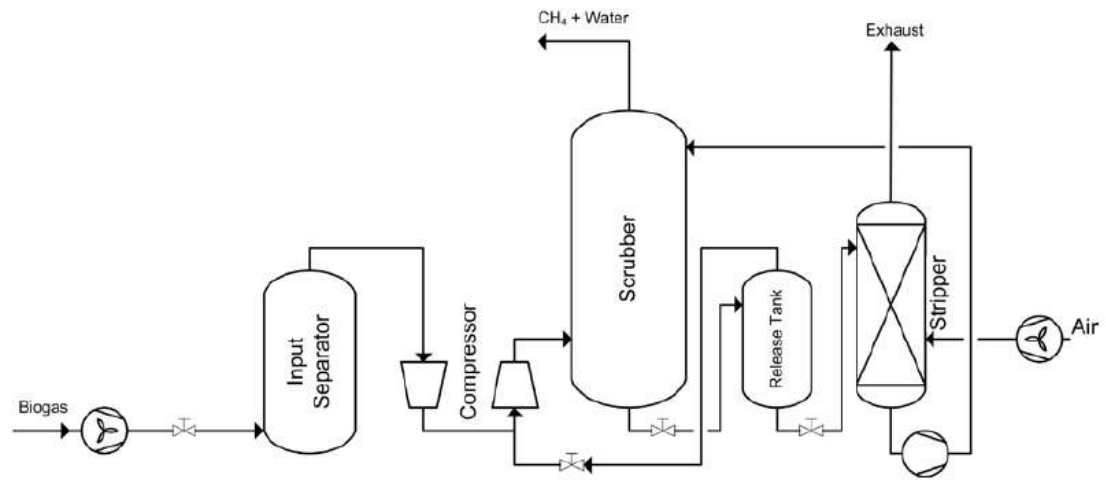 CH₄ + Water
Exhaust
Scrubber
Stripper
Input
Separator
Compressor
Release Tank
Air
Biogas